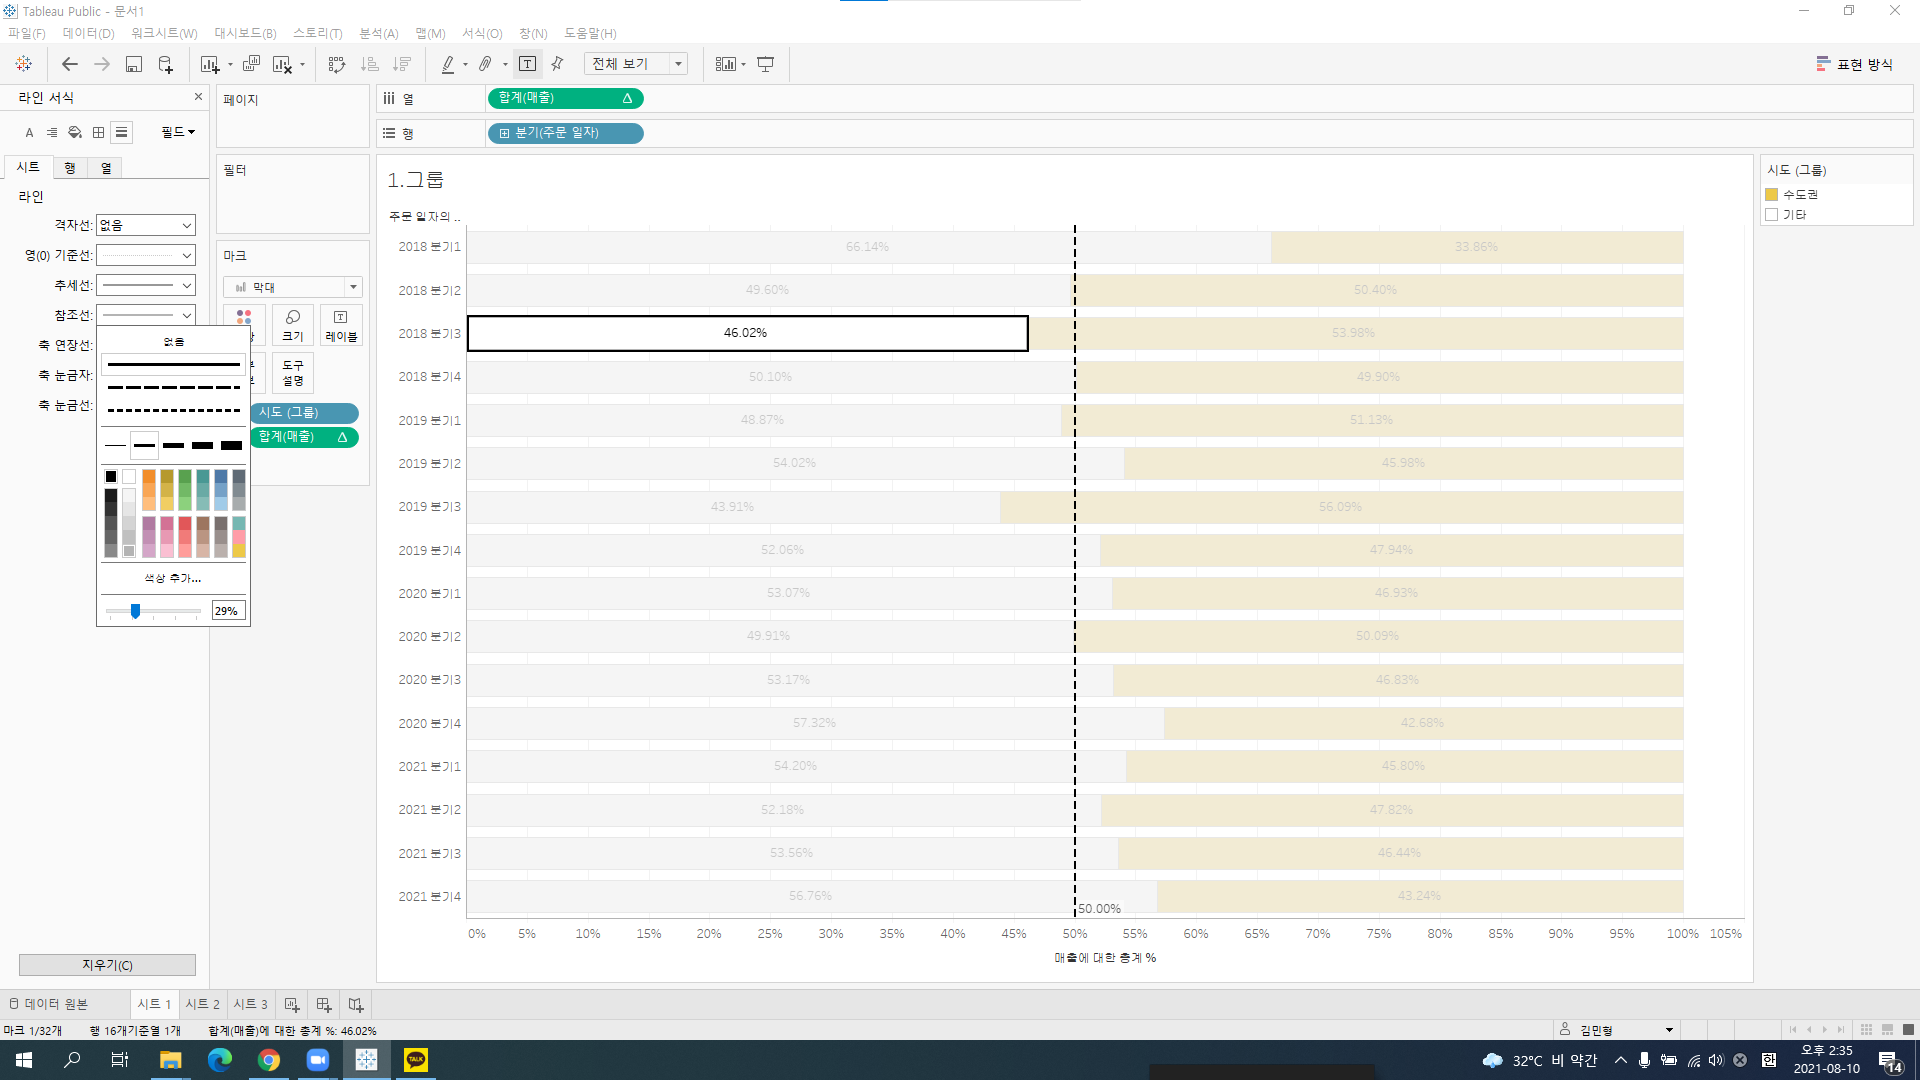 Tableau Public - 문서1
파일(F) 데이터(D) 워크시트(W) 대시보드(B) 스토리(T) 분석(A) 맵(M) 서식(O) 창(N) 도움말(H)
전체 보기
표현 방식
라인 서식
필드
시트 행 열
라인
격자선: 없음
영(0) 기준선:
추세선:
참조선:
축 연장선:
축 눈금자:
축 눈금선:
없음
색상 추가...
29%
지우기(C)
페이지
필터
마크
막대
크기
레이블
도구
설명
시도 (그룹)
합계(매출) Δ
열 합계(매출) Δ
행 분기(주문 일자)
1.그룹
주문 일자의 ..
2018 분기1 66.14% 33.86%
2018 분기2 49.60% 50.40%
2018 분기3 46.02% 53.98%
2018 분기4 50.10% 49.90%
2019 분기1 48.87% 51.13%
2019 분기2 54.02% 45.98%
2019 분기3 43.91% 56.09%
2019 분기4 52.06% 47.94%
2020 분기1 53.07% 46.93%
2020 분기2 49.91% 50.09%
2020 분기3 53.17% 46.83%
2020 분기4 57.32% 42.68%
2021 분기1 54.20% 45.80%
2021 분기2 52.18% 47.82%
2021 분기3 53.56% 46.44%
2021 분기4 56.76% 43.24%
50.00%
0% 5% 10% 15% 20% 25% 30% 35% 40% 45% 50% 55% 60% 65% 70% 75% 80% 85% 90% 95% 100% 105%
매출에 대한 총계 %
시도 (그룹)
수도권
기타
데이터 원본 시트 1 시트 2 시트 3
마크 1/32개 행 16개기준열 1개 합계(매출)에 대한 총계 %: 46.02%
김민형
TALK
32°C 비 약간
한
오후 2:35
2021-08-10
14